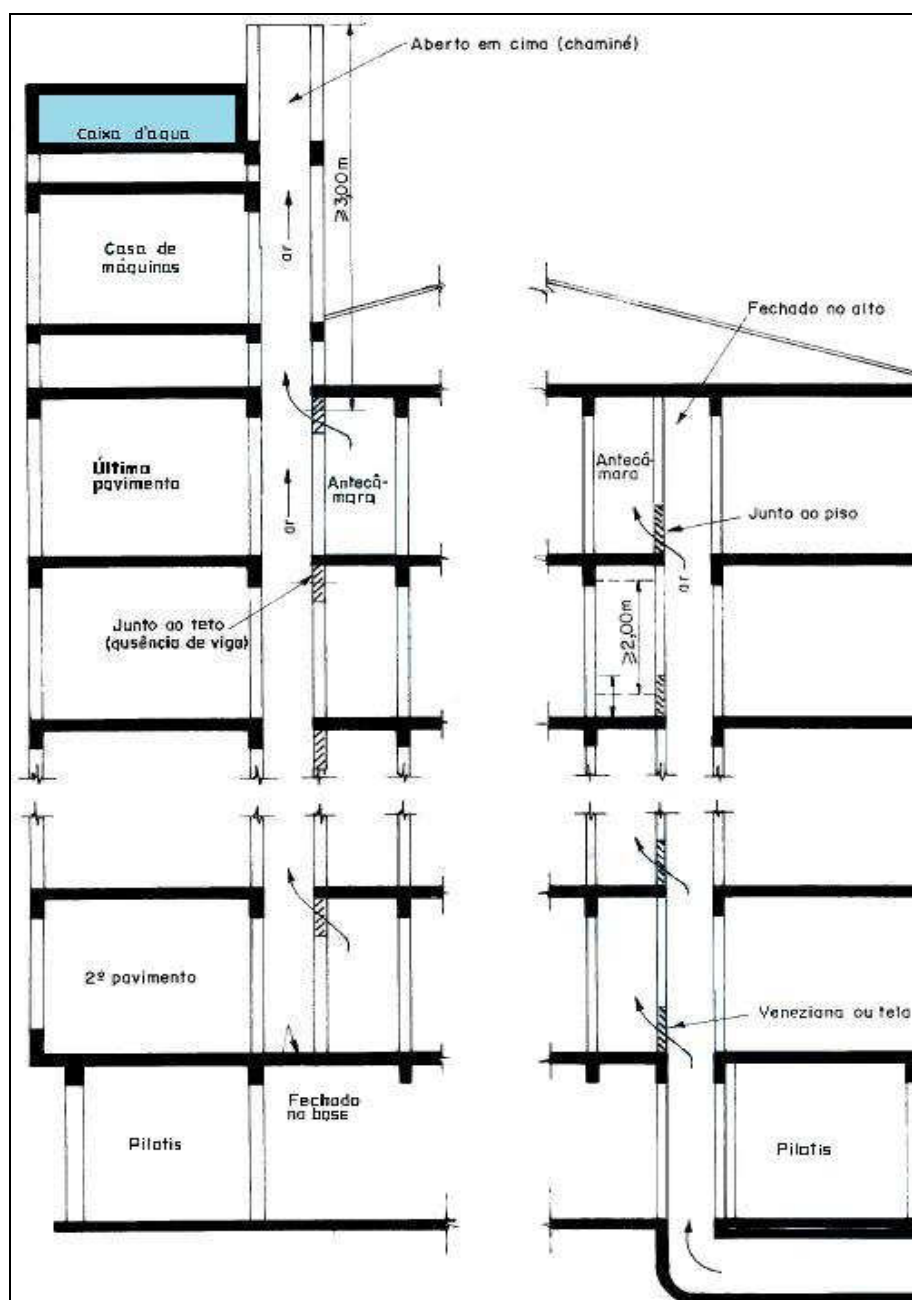 Aberto em cima (chaminé)
Caixa d'agua
≥3,00m
ar
Casa de
máquinas
Fechado no alto
Última
pavimento
Antecâ-
mara
ar
Antecâ-
mara
Junto ao piso
ar
Junto ao teto
(ausência de viga)
≥2,00m
2º pavimento
Veneziana ou tela
Fechado
na base
Pilotis
Pilotis